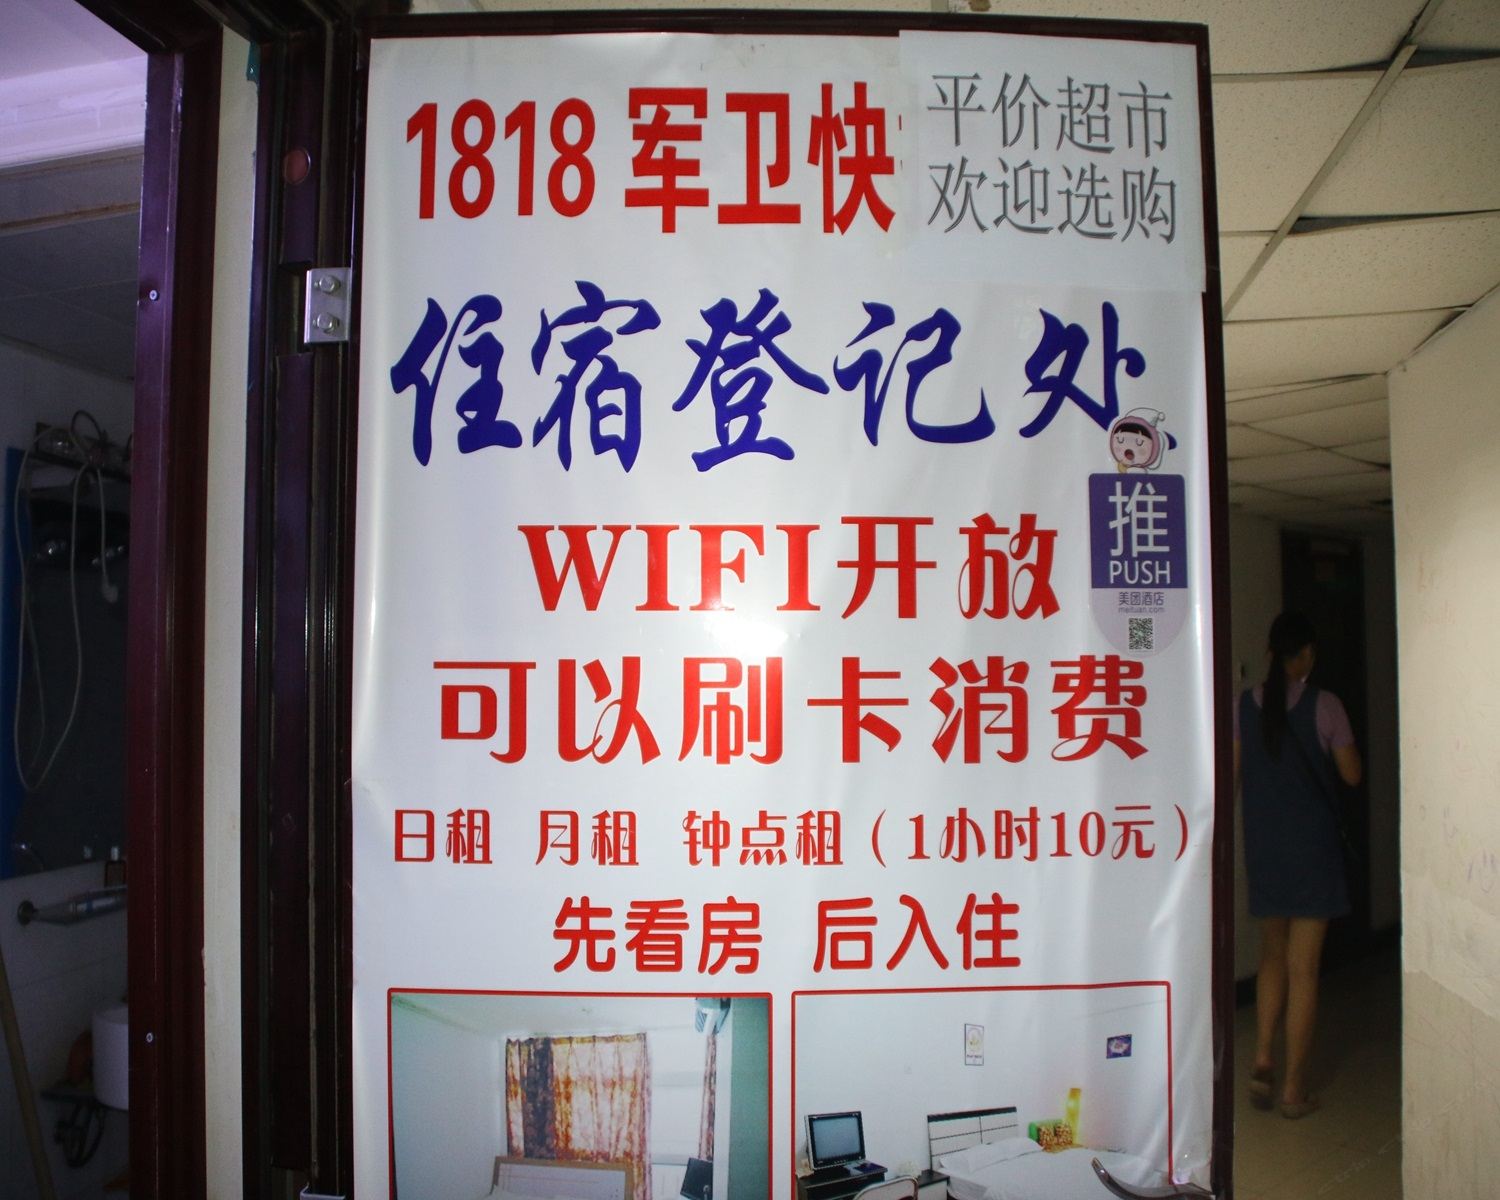 1818 军卫快
平价超市
欢迎选购
住宿登记处
推
PUSH
美团酒店
meituan.com
WIFI开放
可以刷卡消费
日租 月租 钟点租（1小时10元）
先看房 后入住